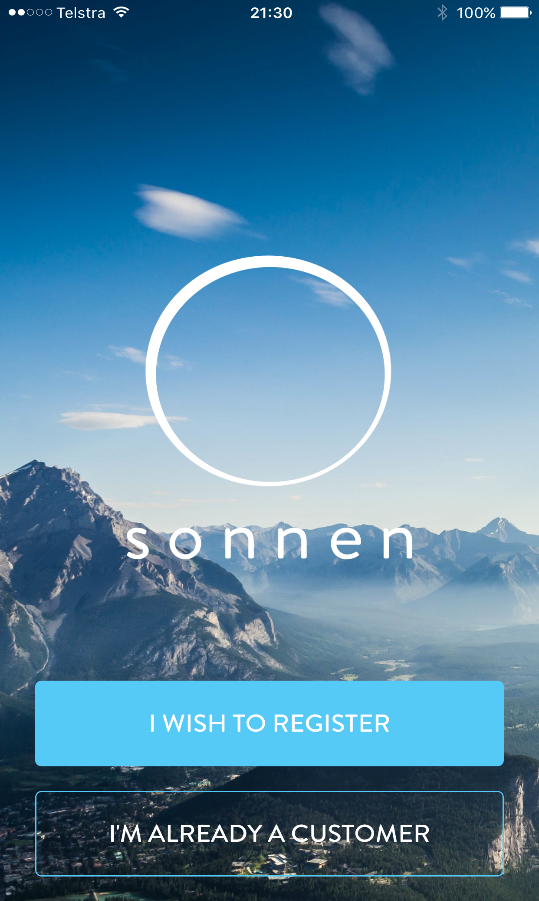 Telstra 21:30 100%
sonnen
I WISH TO REGISTER
I'M ALREADY A CUSTOMER